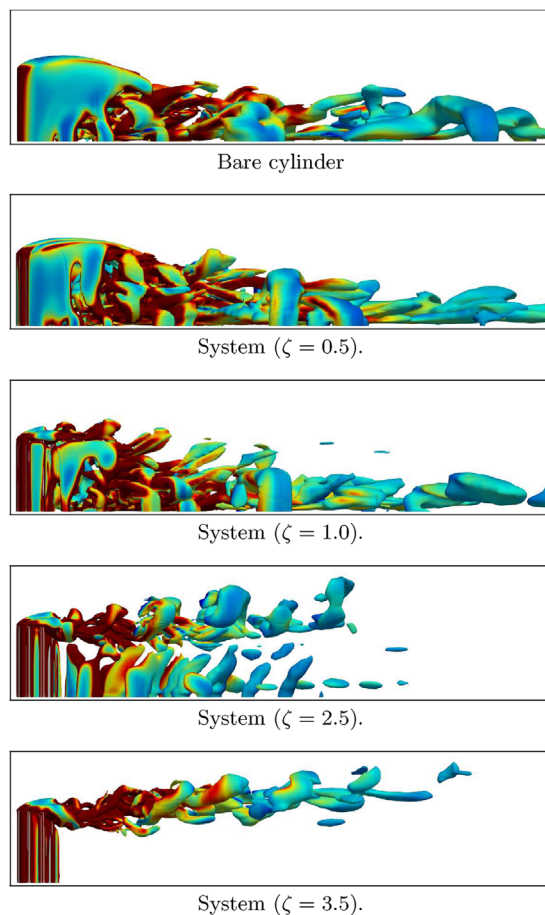 Bare cylinder
System (ζ = 0.5).
System (ζ = 1.0).
System (ζ = 2.5).
System (ζ = 3.5).